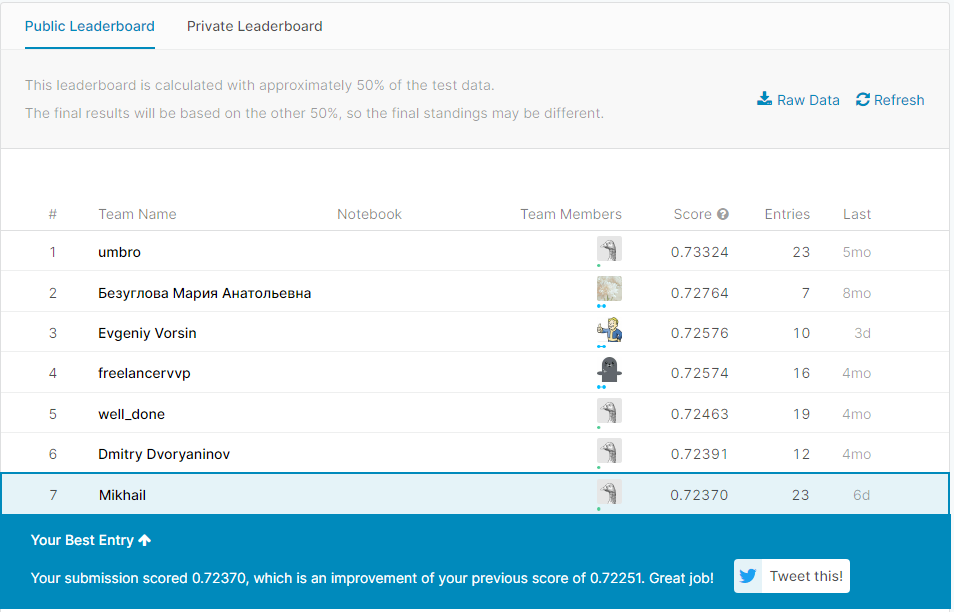 Public Leaderboard Private Leaderboard
This leaderboard is calculated with approximately 50% of the test data.
The final results will be based on the other 50%, so the final standings may be different.
Raw Data Refresh
# Team Name Notebook Team Members Score Entries Last
1 umbro 0.73324 23 5mo
2 Безуглова Мария Анатольевна 0.72764 7 8mo
3 Evgeniy Vorsin 0.72576 10 3d
4 freelancervvp 0.72574 16 4mo
5 well_done 0.72463 19 4mo
6 Dmitry Dvoryaninov 0.72391 12 4mo
7 Mikhail 0.72370 23 6d
Your Best Entry
Your submission scored 0.72370, which is an improvement of your previous score of 0.72251. Great job! Tweet this!